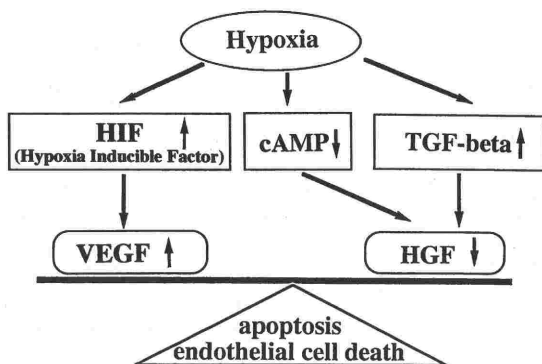 Hypoxia
HIF ↑
(Hypoxia Inducible Factor)
cAMP ↓
TGF-beta ↑
VEGF ↑
HGF ↓
apoptosis
endothelial cell death